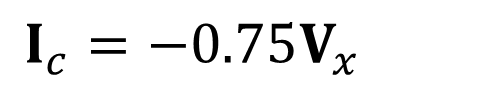 𝐈𝑐 = −0.75𝐕𝑥